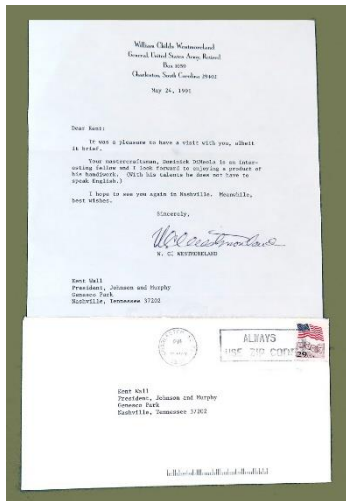 William Childs Westmoreland
General, United States Army, Retired
Box 1059
Charleston, South Carolina 29402
May 24, 1991
Dear Kent:
It was a pleasure to have a visit with you, albeit
it brief.
Your mastercraftsman, Dominick DiMeola is an inter-
esting fellow and I look forward to enjoying a product of
his handiwork. (With his talents he does not have to
speak English.)
I hope to see you again in Nashville. Meanwhile,
best wishes.
Sincerely,
W. C. WESTMORELAND
Kent Wall
President, Johnson and Murphy
Genesco Park
Nashville, Tennessee 37202
ALWAYS
USE ZIP CODE
29
Kent Wall
President, Johnson and Murphy
Genesco Park
Nashville, Tennessee 37202